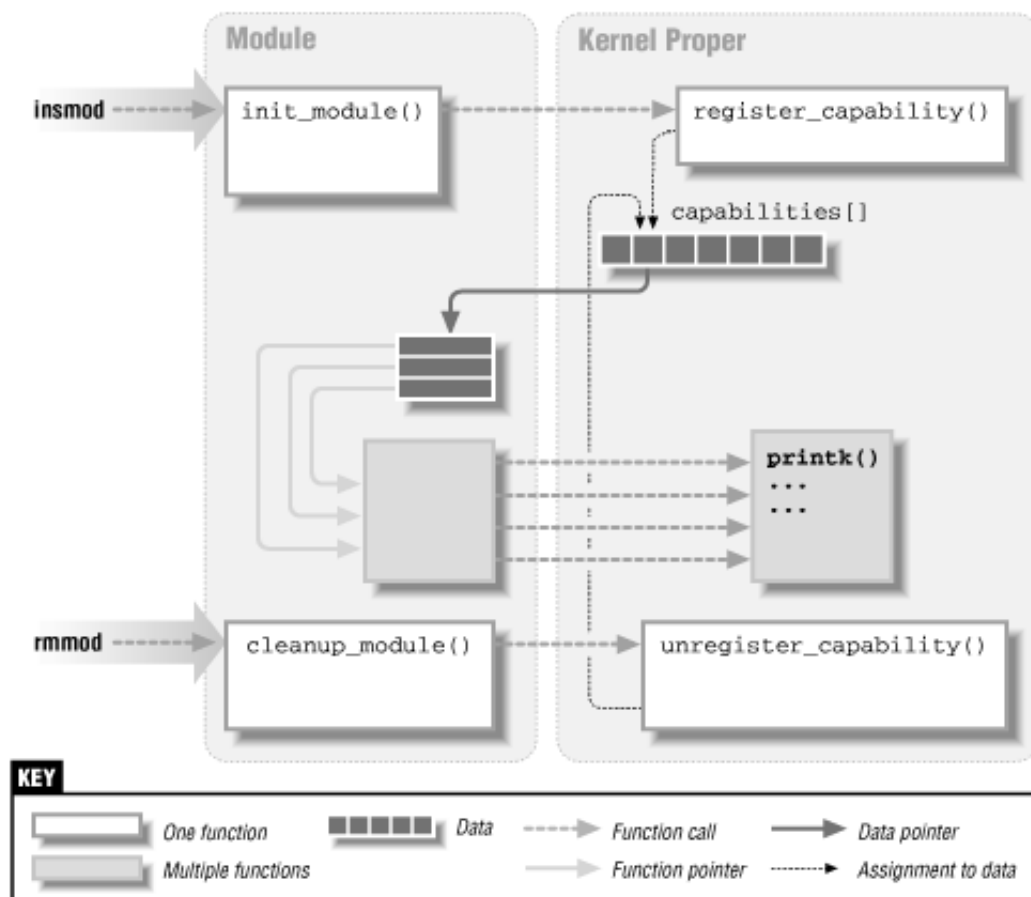 Module
Kernel Proper
insmod
init_module()
register_capability()
capabilities[]
printk()
...
...
rmmod
cleanup_module()
unregister_capability()
KEY
One function
Data
Function call
Data pointer
Multiple functions
Function pointer
Assignment to data